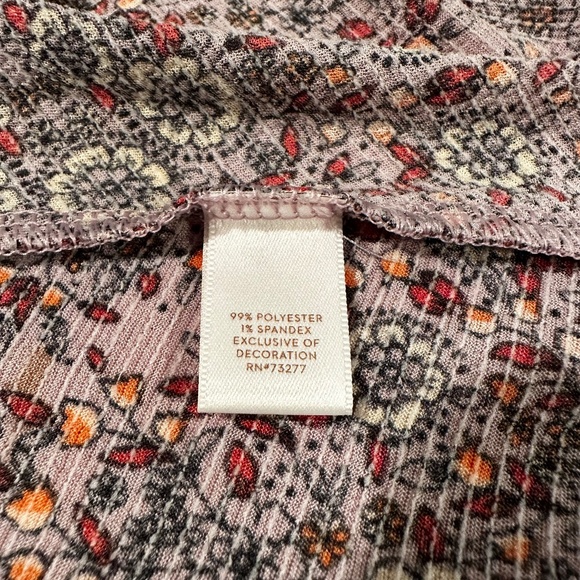 99% POLYESTER
1% SPANDEX
EXCLUSIVE OF
DECORATION
RN#73277